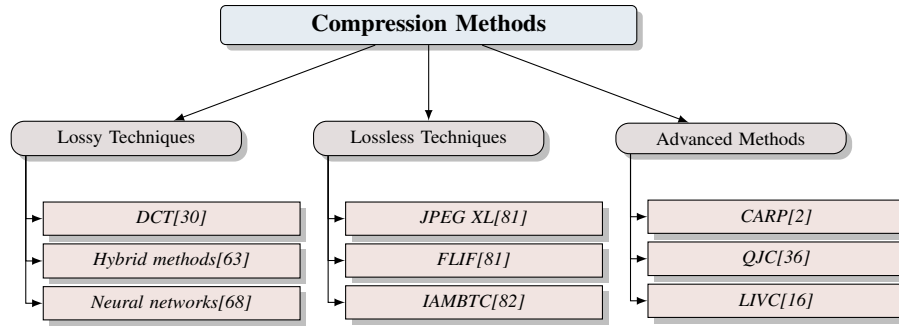 Compression Methods
Lossy Techniques
DCT[30]
Hybrid methods[63]
Neural networks[68]
Lossless Techniques
JPEG XL[81]
FLIF[81]
IAMBTC[82]
Advanced Methods
CARP[2]
QJC[36]
LIVC[16]